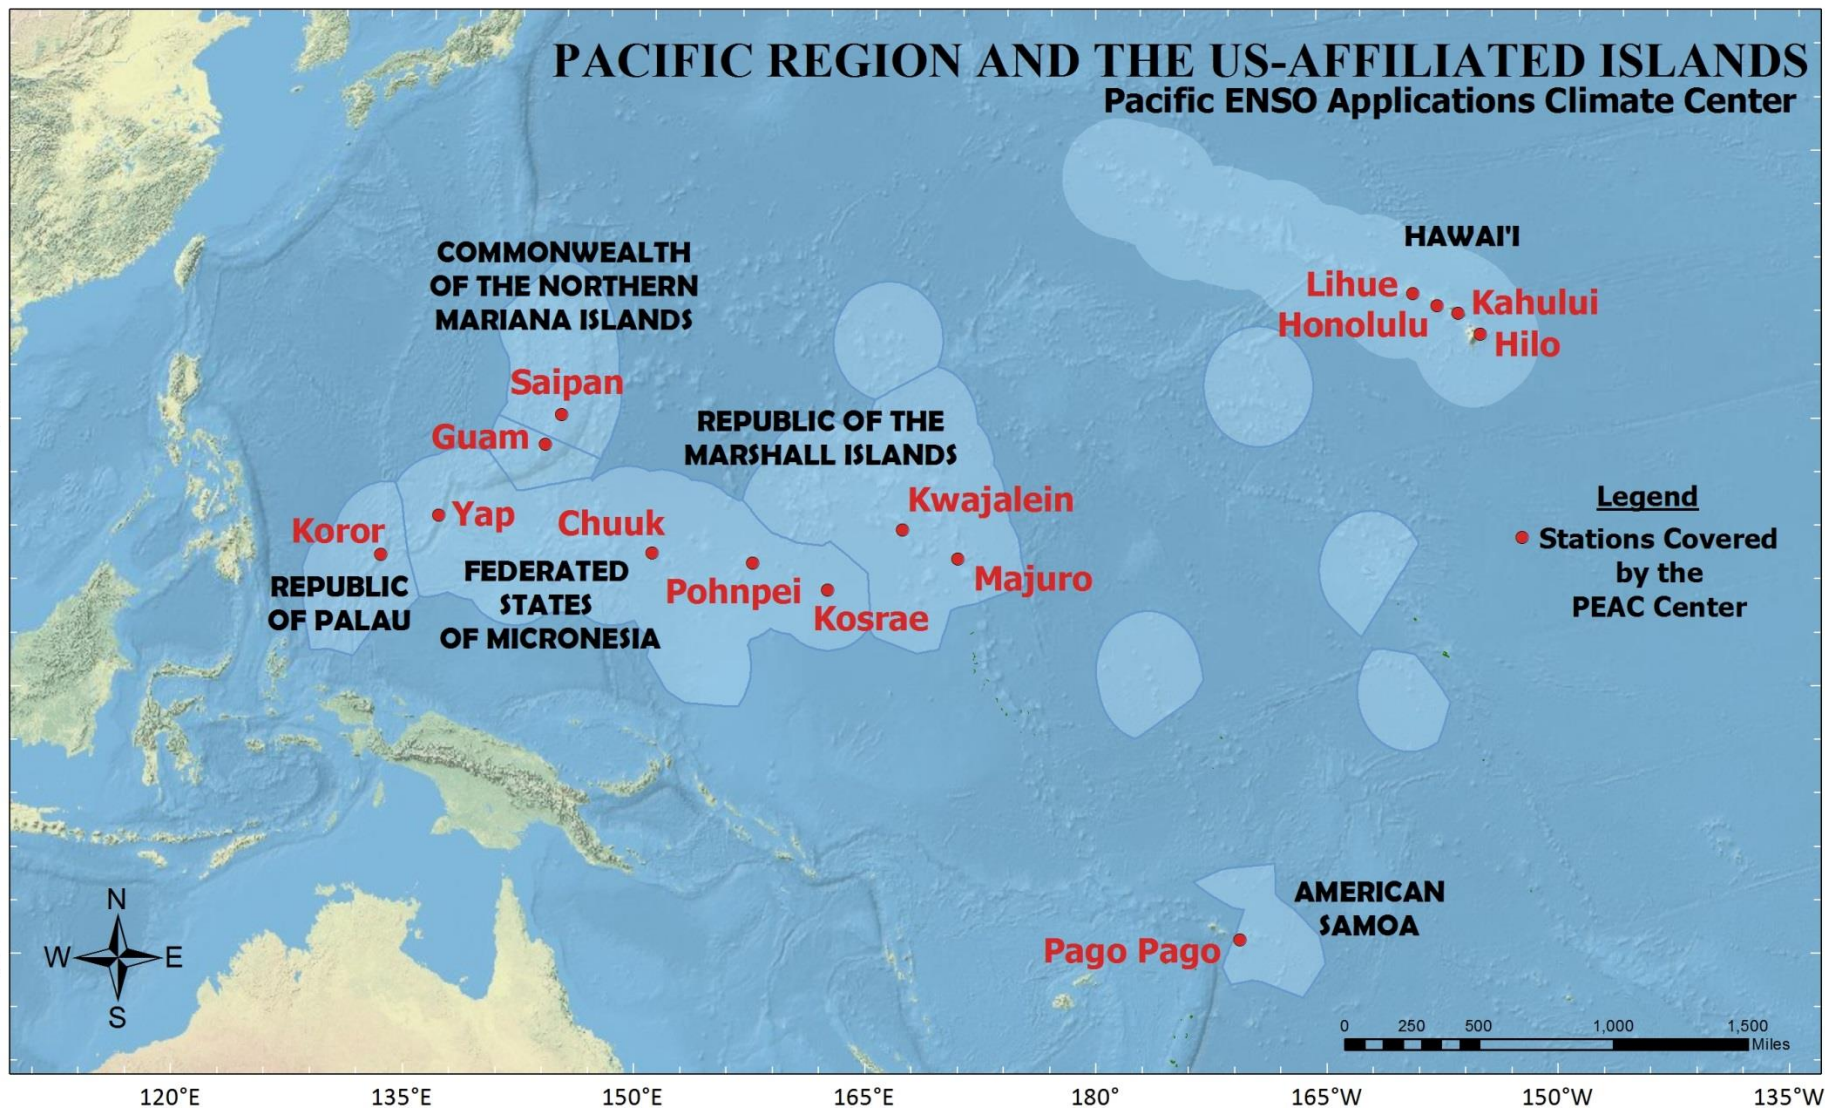 PACIFIC REGION AND THE US-AFFILIATED ISLANDS
Pacific ENSO Applications Climate Center
HAWAI'I
Lihue
Honolulu
Kahului
Hilo
COMMONWEALTH
OF THE NORTHERN
MARIANA ISLANDS
Saipan
Guam
REPUBLIC OF THE
MARSHALL ISLANDS
Kwajalein
Majuro
Koror
REPUBLIC
OF PALAU
Yap
Chuuk
FEDERATED
STATES
OF MICRONESIA
Pohnpei
Kosrae
Legend
Stations Covered
by the
PEAC Center
AMERICAN
SAMOA
Pago Pago
N
W
E
S
0 250 500 1,000 1,500
Miles
120°E 135°E 150°E 165°E 180° 165°W 150°W 135°W